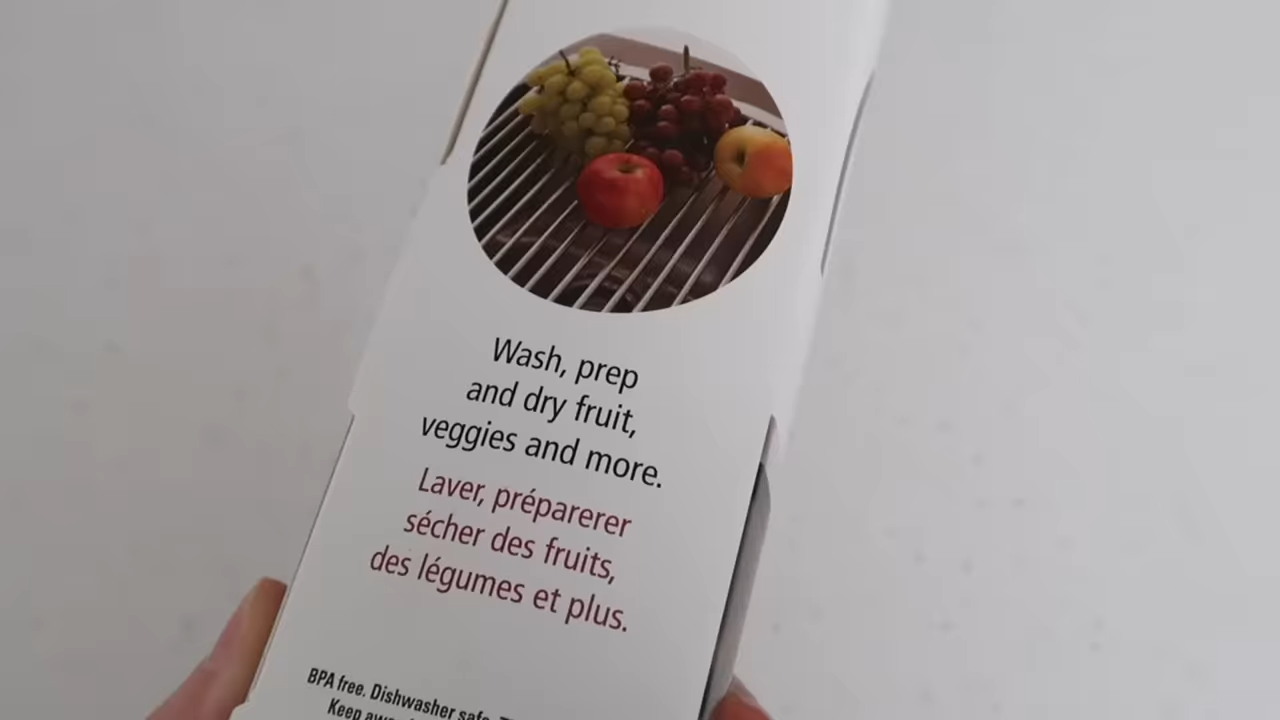 Wash, prep
and dry fruit,
veggies and more.
Laver, préparerer
sécher des fruits,
des légumes et plus.
BPA free. Dishwasher safe.
Keep